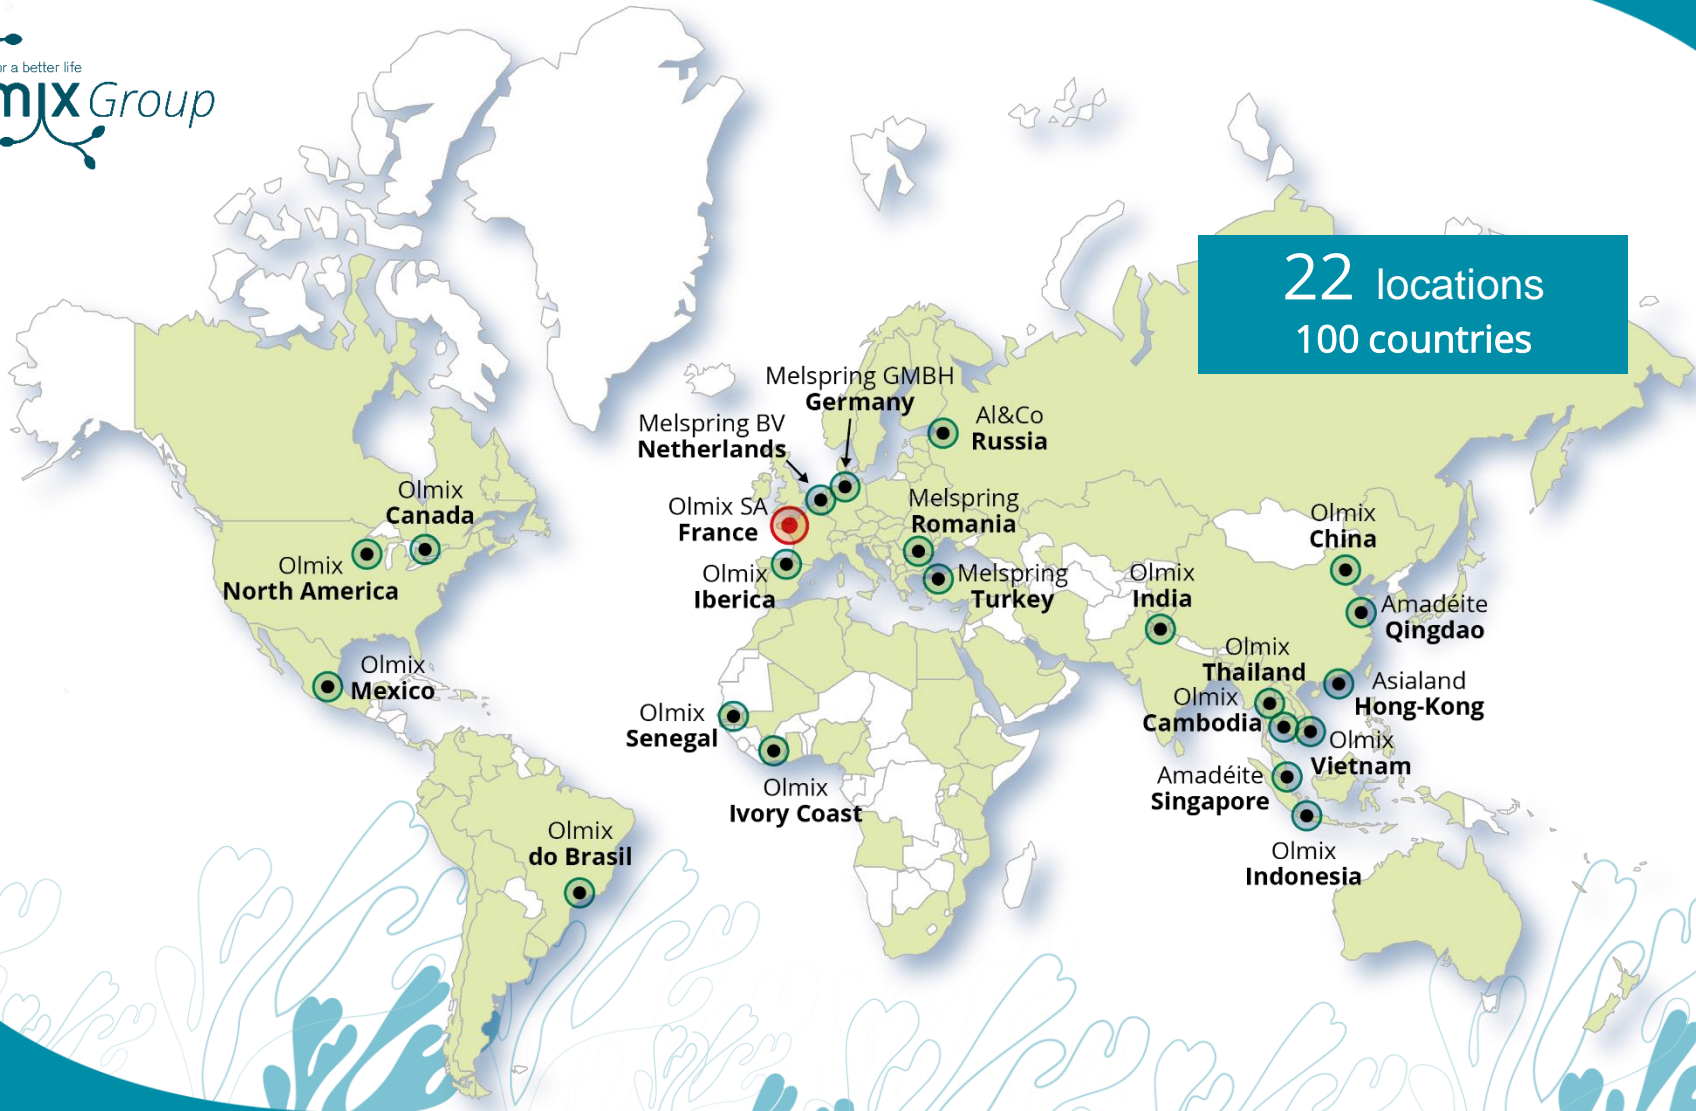 or a better life
mix Group
22 locations
100 countries
Melspring GMBH
Germany
Melspring BV
Netherlands
Al&Co
Russia
Olmix SA
France
Melspring
Romania
Olmix
Canada
Olmix
North America
Olmix
Iberica
Melspring
Turkey
Olmix
India
Olmix
China
Amadéite
Qingdao
Olmix
Mexico
Olmix
Thailand
Asialand
Hong-Kong
Olmix
Cambodia
Olmix
Senegal
Olmix
Vietnam
Amadéite
Singapore
Olmix
Ivory Coast
Olmix
do Brasil
Olmix
Indonesia